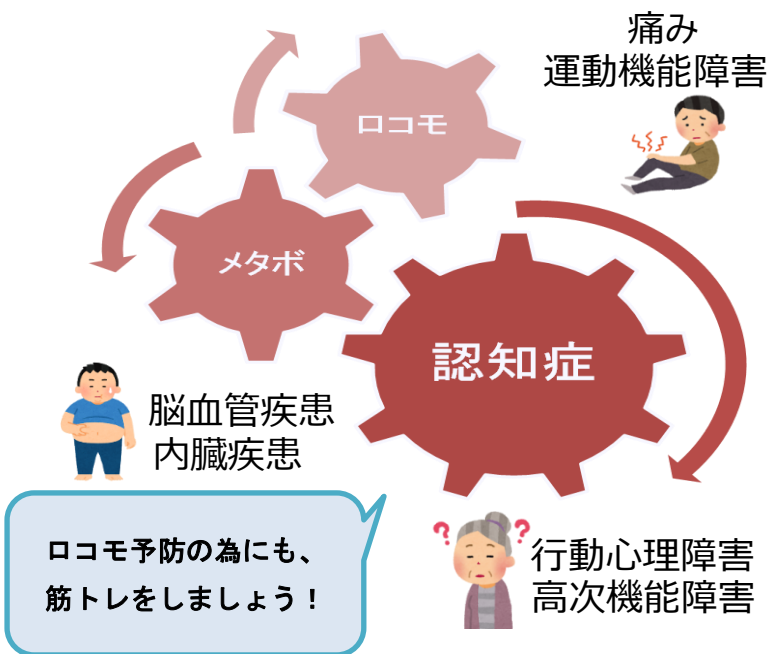 痛み
運動機能障害
ロコモ
メタボ
認知症
脳血管疾患
内臓疾患
ロコモ予防の為にも、
筋トレをしましょう！
??
行動心理障害
高次機能障害